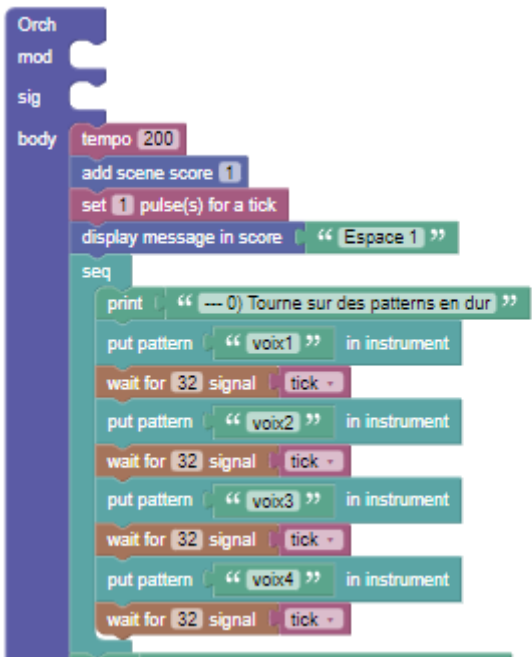 Orch
mod
sig
body tempo 200
add scene score 1
set 1 pulse(s) for a tick
display message in score “ Espace 1 ”
seq
print “ --- 0) Tourne sur des patterns en dur ”
put pattern “ voix1 ” in instrument
wait for 32 signal tick
put pattern “ voix2 ” in instrument
wait for 32 signal tick
put pattern “ voix3 ” in instrument
wait for 32 signal tick
put pattern “ voix4 ” in instrument
wait for 32 signal tick